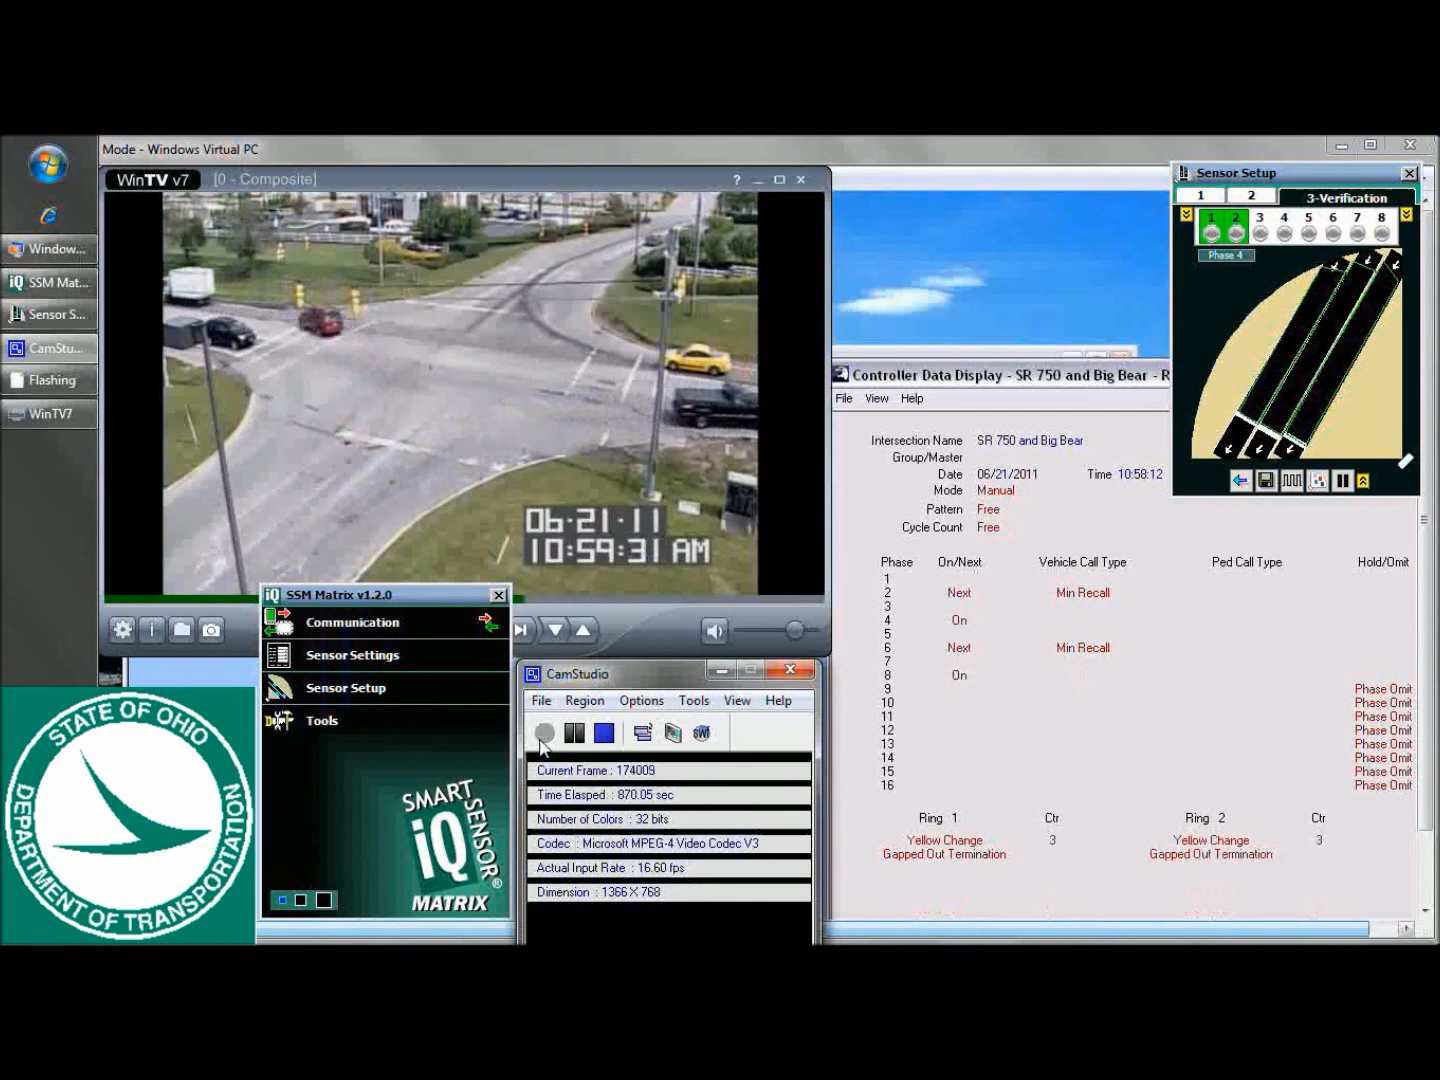 Mode - Windows Virtual PC
WinTV v7 [0 - Composite]
?
Window...
SSM Mat...
Sensor S...
CamStu...
Flashing
WinTV7
06-21-11
10:59:31 AM
Sensor Setup
1 2 3-Verification
1 2 3 4 5 6 7 8
Phase 4
Controller Data Display - SR 750 and Big Bear - R
File View Help
Intersection Name SR 750 and Big Bear
Group/Master
Date 06/21/2011 Time 10:58:12
Mode Manual
Pattern Free
Cycle Count Free
Phase On/Next Vehicle Call Type Ped Call Type Hold/Omit
1
2 Next Min Recall
3
4 On
5
6 Next Min Recall
7
8 On
9 Phase Omit
10 Phase Omit
11 Phase Omit
12 Phase Omit
13 Phase Omit
14 Phase Omit
15 Phase Omit
16 Phase Omit
Ring 1 Ctr Ring 2 Ctr
Yellow Change 3 Yellow Change 3
Gapped Out Termination Gapped Out Termination
iQ SSM Matrix v1.2.0
Communication
Sensor Settings
Sensor Setup
Tools
SMART SENSOR
iQ
MATRIX
CamStudio
File Region Options Tools View Help
SWF
Current Frame : 174009
Time Elasped : 870.05 sec
Number of Colors : 32 bits
Codec : Microsoft MPEG-4 Video Codec V3
Actual Input Rate : 16.60 fps
Dimension : 1366 X 768
STATE OF OHIO
DEPARTMENT OF TRANSPORTATION